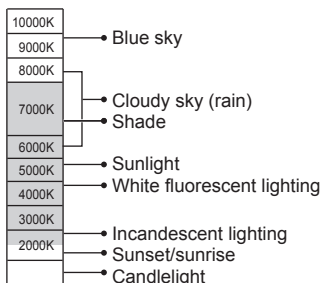 10000K
9000K
8000K
7000K
6000K
5000K
4000K
3000K
2000K
• Blue sky
• Cloudy sky (rain)
• Shade
• Sunlight
• White fluorescent lighting
• Incandescent lighting
• Sunset/sunrise
• Candlelight